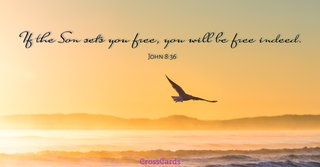 If the Son sets you free, you will be free indeed.
John 8:36
CrossCards